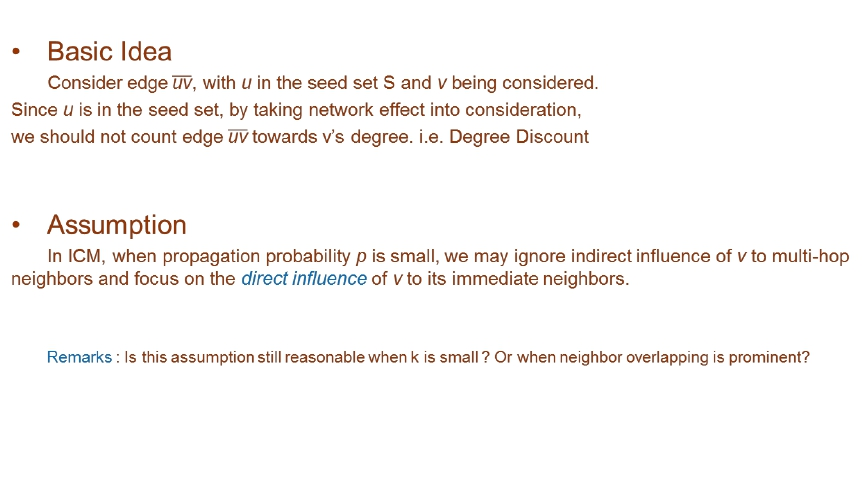 • Basic Idea
Consider edge u̅v̅, with u in the seed set S and v being considered.
Since u is in the seed set, by taking network effect into consideration,
we should not count edge u̅v̅ towards v's degree. i.e. Degree Discount
• Assumption
In ICM, when propagation probability p is small, we may ignore indirect influence of v to multi-hop
neighbors and focus on the direct influence of v to its immediate neighbors.
Remarks : Is this assumption still reasonable when k is small ? Or when neighbor overlapping is prominent?